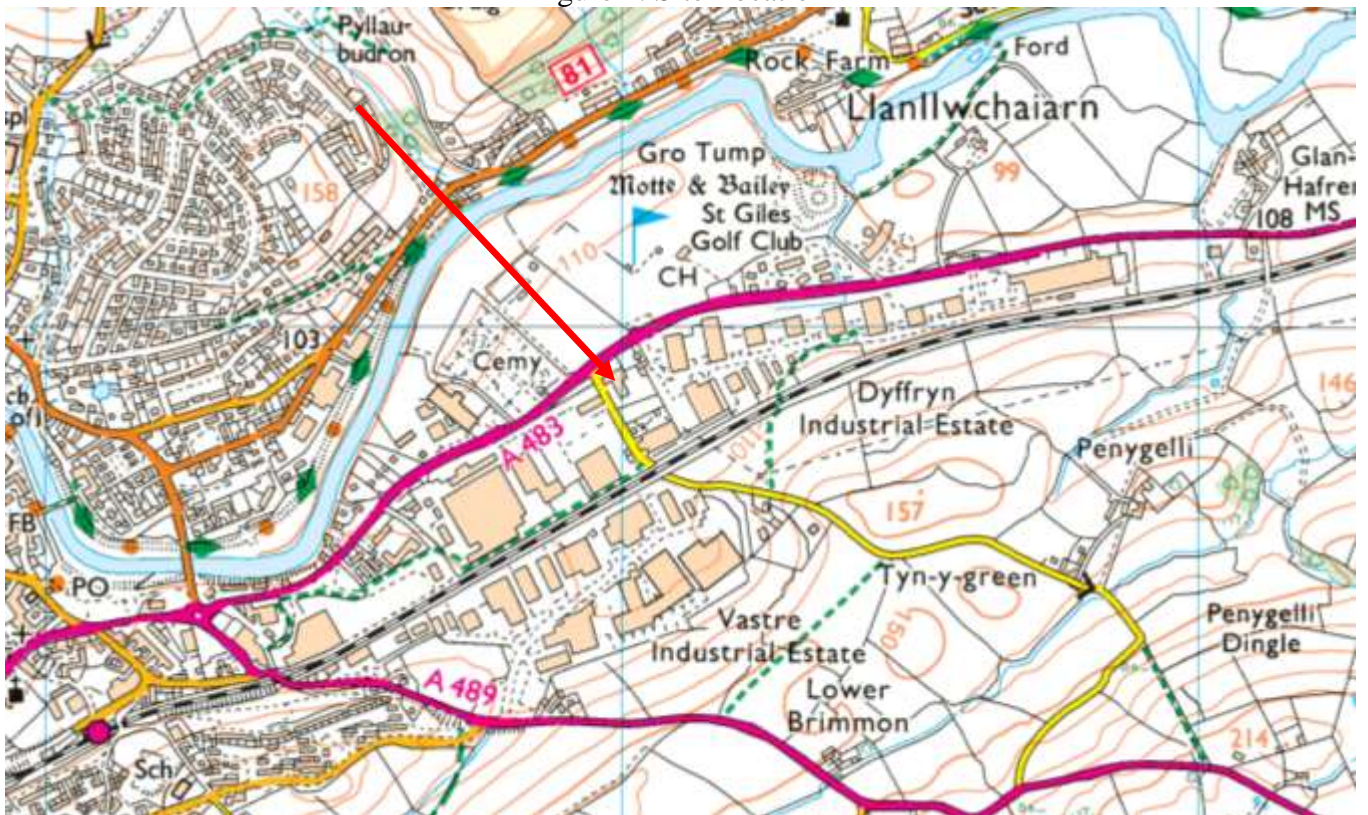 Pyllau-
budron
81
Rock Farm
Ford
Llanllwchaiarn
Gro Tump
Motte & Bailey
St Giles
Golf Club
CH
99
Glan-
Hafren
MS
108
158
110
103
Cemy
A 483
110
Dyffryn
Industrial Estate
146
Penygelli
157
FB
PO
Tyn-y-green
150
Vastre
Industrial Estate
Penygelli
Dingle
A 489
Lower
Brimmon
214
Sch